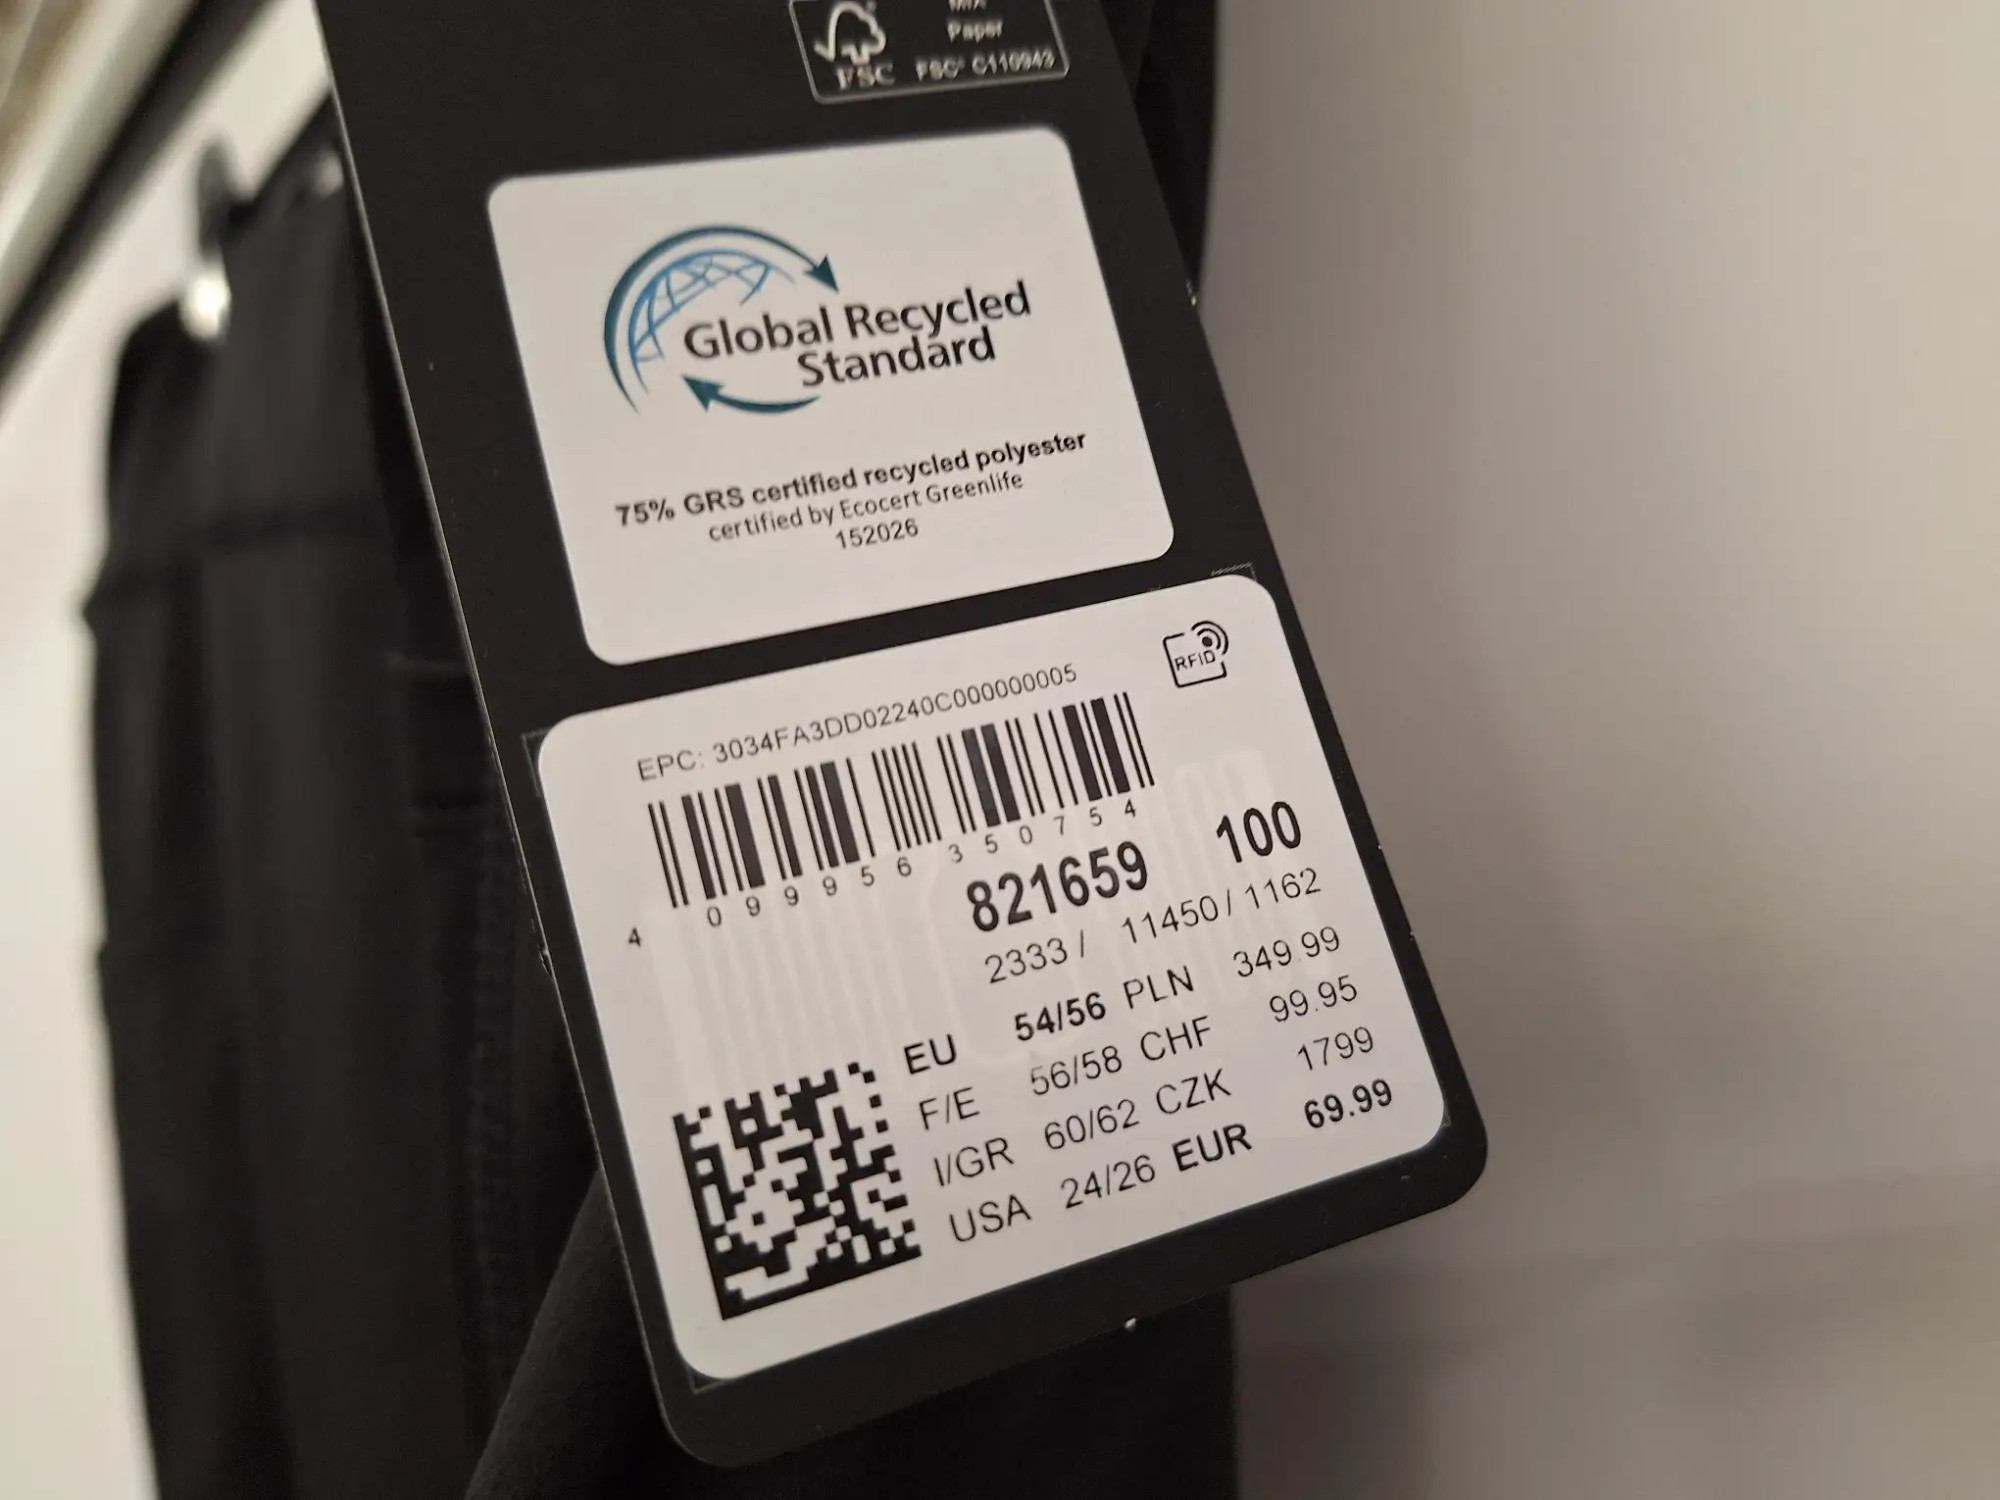 MIX
Paper
FSC
FSC® C110943
Global Recycled
Standard
75% GRS certified recycled polyester
certified by Ecocert Greenlife
152026
RFID
EPC: 3034FA3DD02240C000000005
4 099956 350754
821659 100
2333 / 11450 / 1162
EU 54/56 PLN 349.99
F/E 56/58 CHF 99.95
I/GR 60/62 CZK 1799
USA 24/26 EUR 69.99